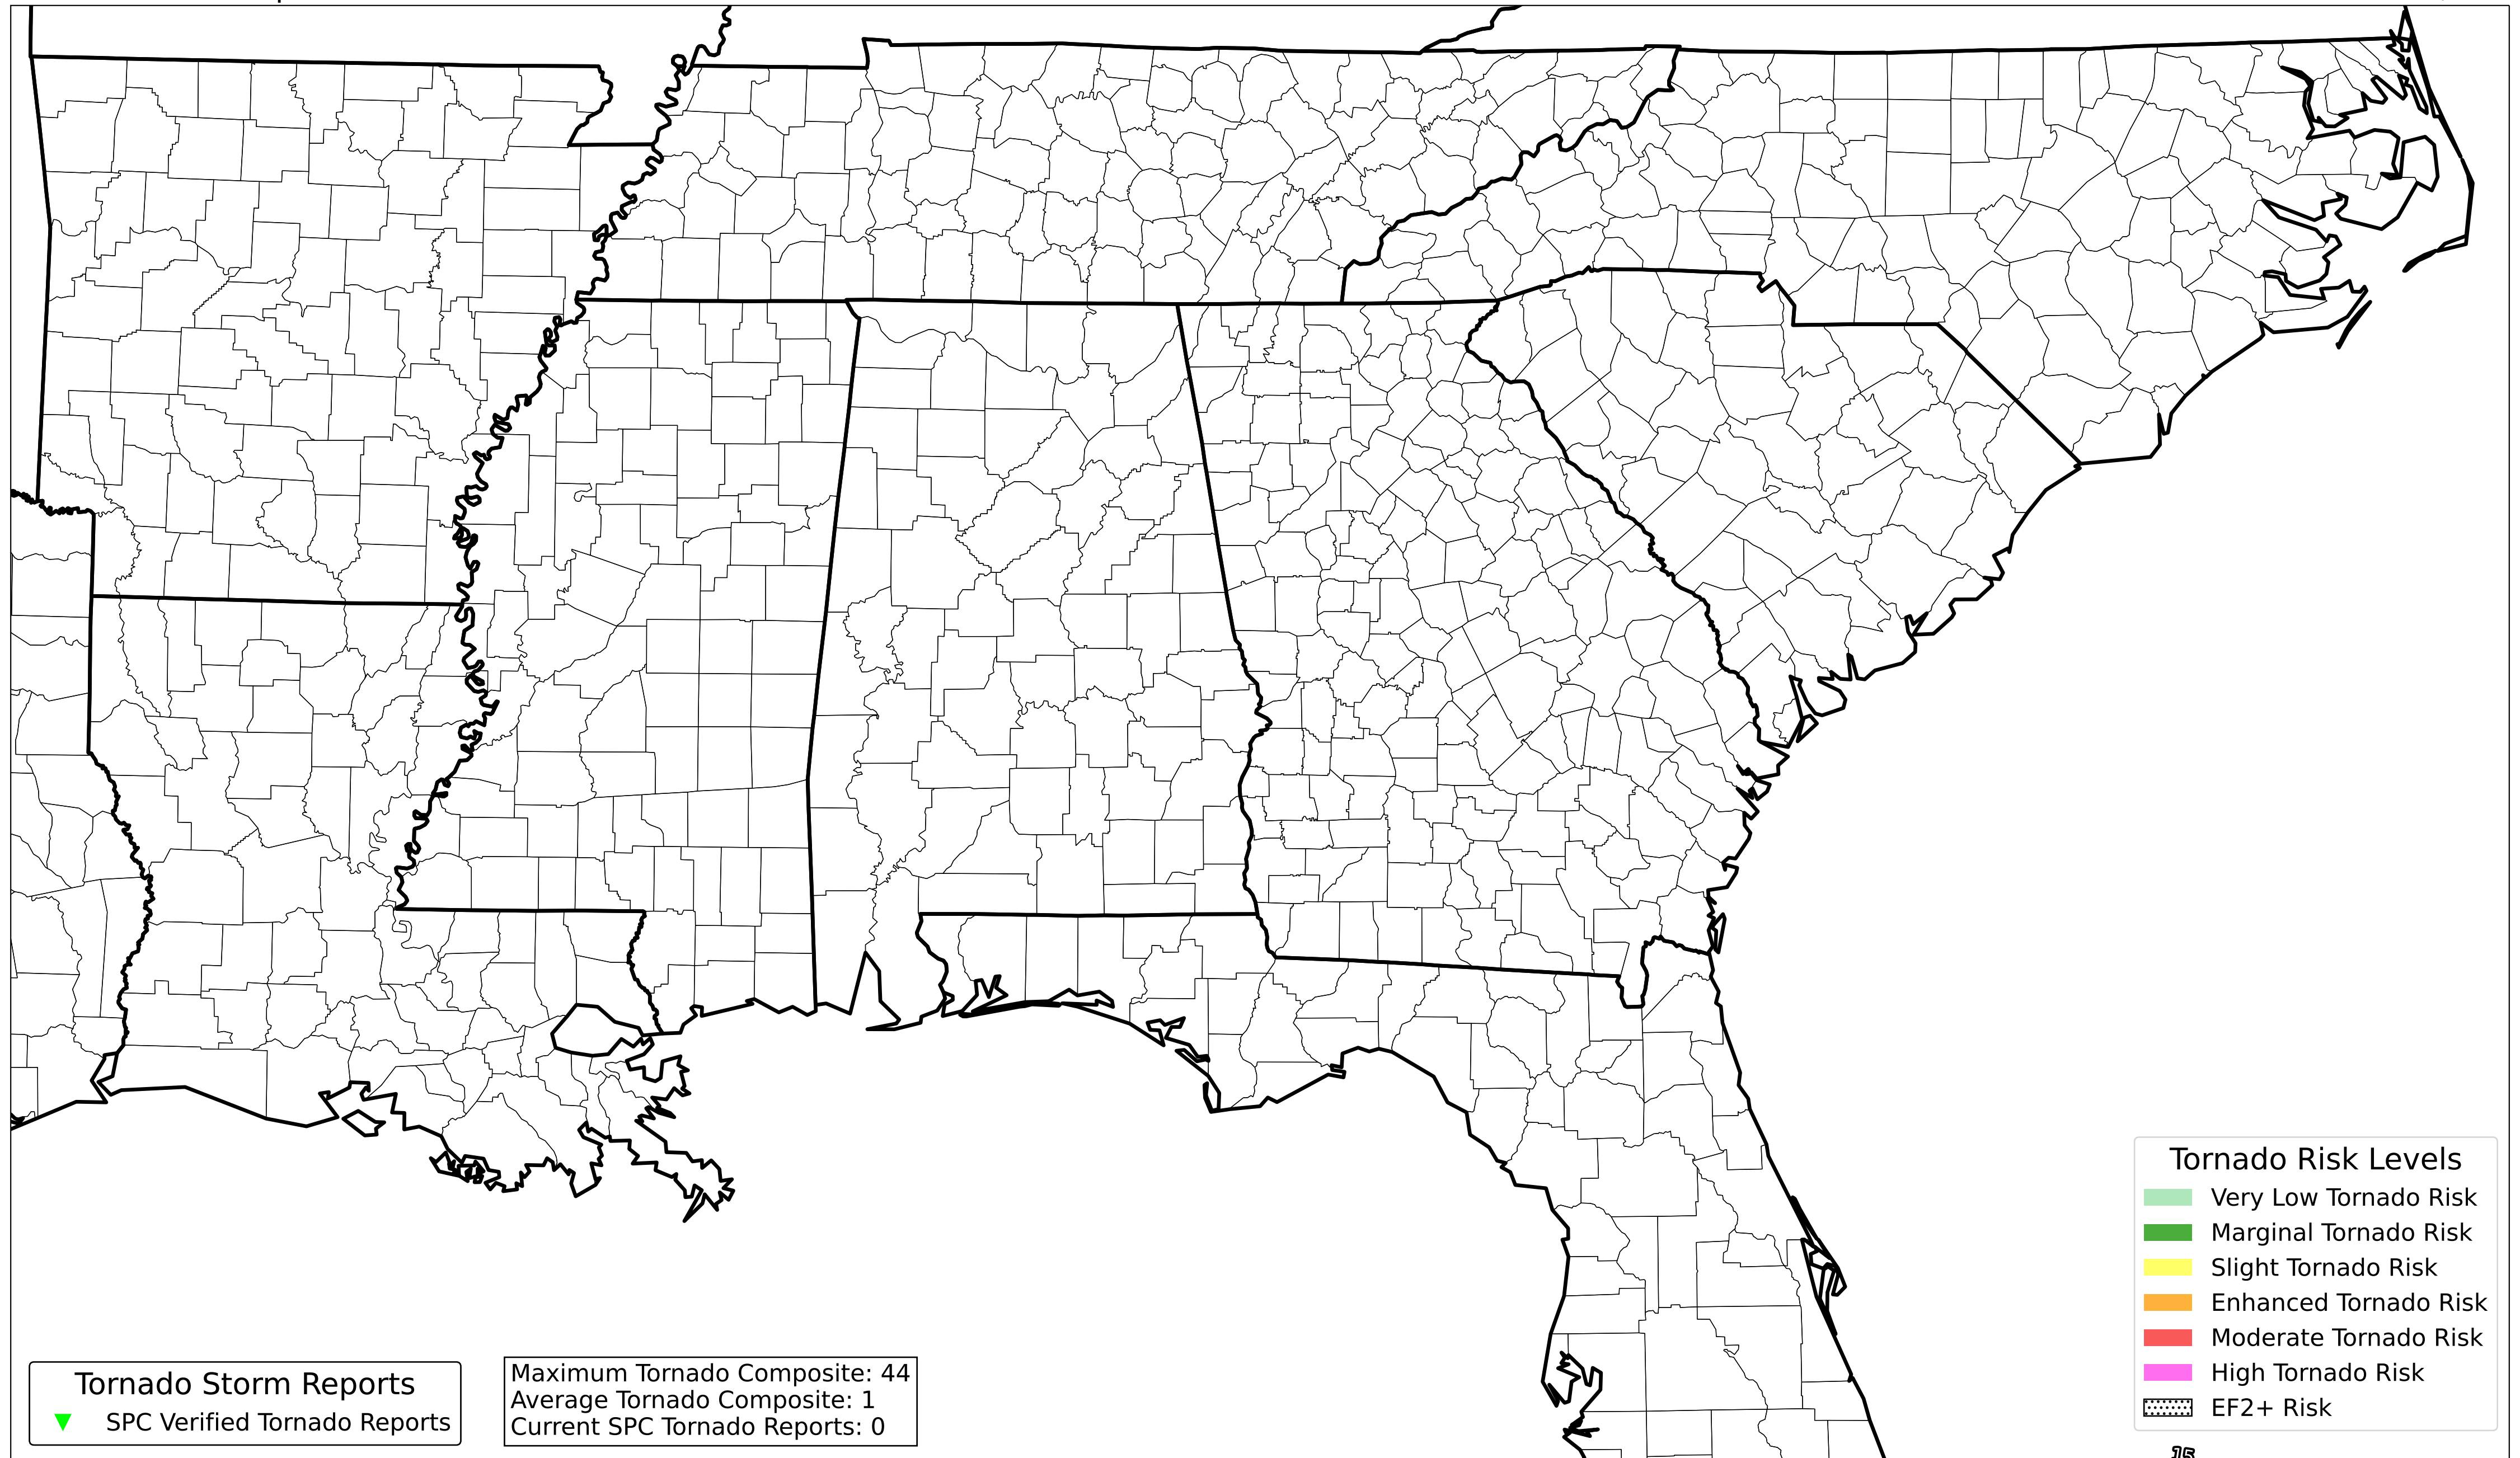 Tornado Risk Levels
Very Low Tornado Risk
Marginal Tornado Risk
Slight Tornado Risk
Enhanced Tornado Risk
Moderate Tornado Risk
High Tornado Risk
EF2+ Risk
Tornado Storm Reports
SPC Verified Tornado Reports
Maximum Tornado Composite: 44
Average Tornado Composite: 1
Current SPC Tornado Reports: 0